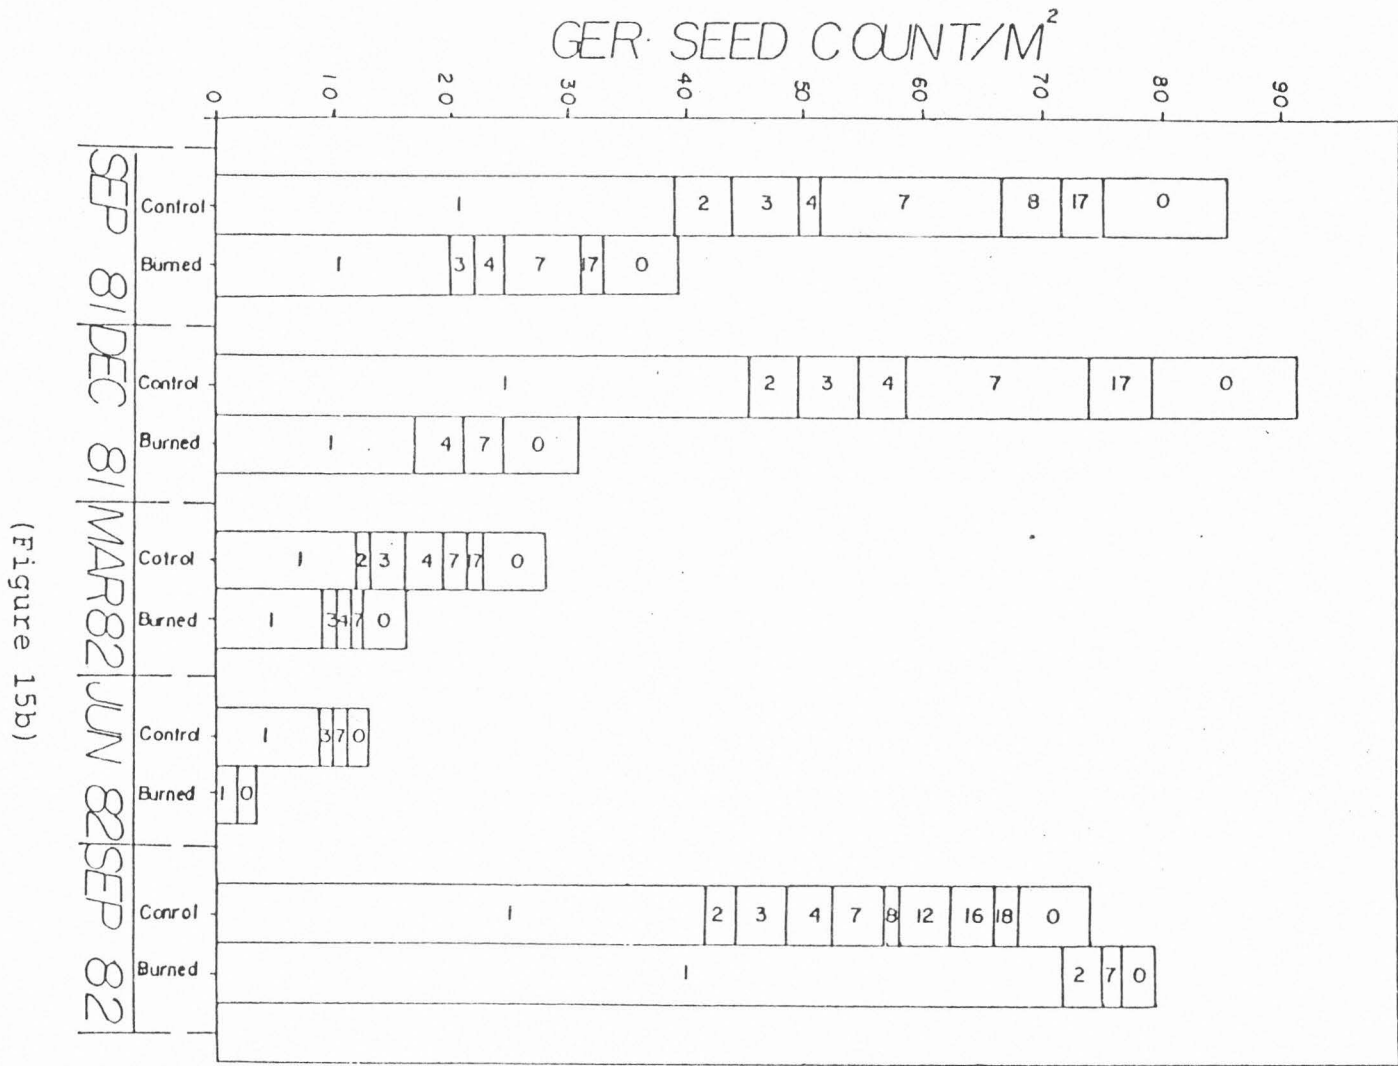 GER. SEED COUNT/M²
0 10 20 30 40 50 60 70 80 90
SEP 81
Control 1 2 3 4 7 8 17 0
Burned 1 3 4 7 17 0
DEC 81
Control 1 2 3 4 7 17 0
Burned 1 4 7 0
MAR 82
Cotrol 1 2 3 4 7 17 0
Burned 1 3 4 7 0
JUN 82
Control 1 3 7 0
Burned 1 0
SEP 82
Conrol 1 2 3 4 7 8 12 16 18 0
Burned 1 2 7 0
(Figure 15b)